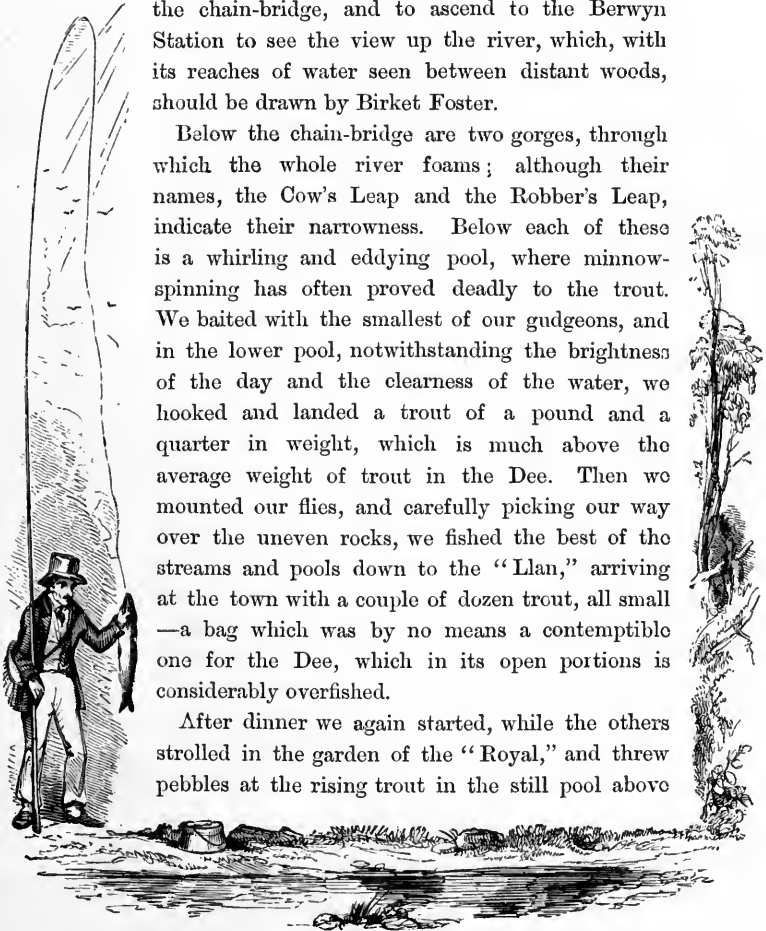 the chain-bridge, and to ascend to the Berwyn
Station to see the view up the river, which, with
its reaches of water seen between distant woods,
should be drawn by Birket Foster.
Below the chain-bridge are two gorges, through
which the whole river foams; although their
names, the Cow's Leap and the Robber's Leap,
indicate their narrowness. Below each of these
is a whirling and eddying pool, where minnow-
spinning has often proved deadly to the trout.
We baited with the smallest of our gudgeons, and
in the lower pool, notwithstanding the brightness
of the day and the clearness of the water, we
hooked and landed a trout of a pound and a
quarter in weight, which is much above the
average weight of trout in the Dee. Then we
mounted our flies, and carefully picking our way
over the uneven rocks, we fished the best of the
streams and pools down to the "Llan," arriving
at the town with a couple of dozen trout, all small
—a bag which was by no means a contemptible
one for the Dee, which in its open portions is
considerably overfished.
After dinner we again started, while the others
strolled in the garden of the "Royal," and threw
pebbles at the rising trout in the still pool above